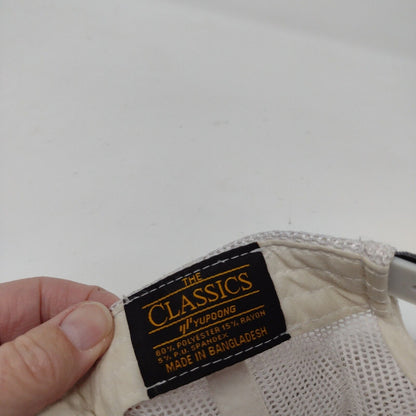 THE
CLASSICS
YUPOONG
80% POLYESTER 15% RAYON
5% P.U. SPANDEX
MADE IN BANGLADESH